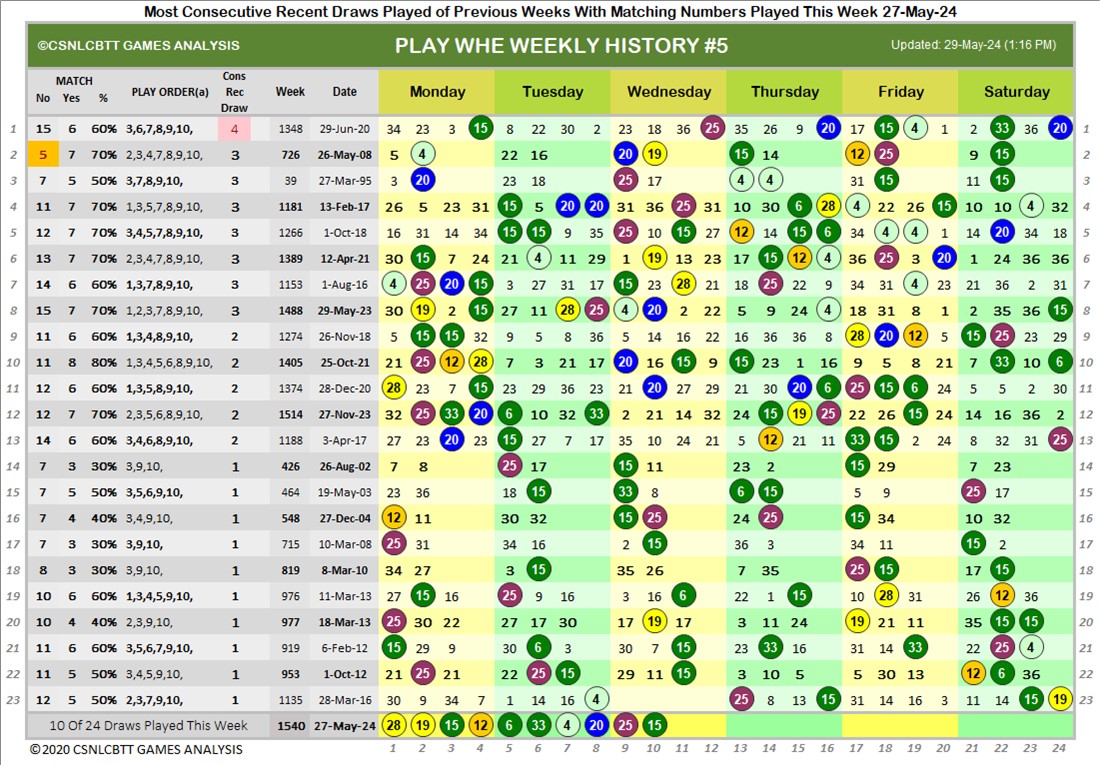 Most Consecutive Recent Draws Played of Previous Weeks With Matching Numbers Played This Week 27-May-24
©CSNLCBTT GAMES ANALYSIS PLAY WHE WEEKLY HISTORY #5 Updated: 29-May-24 (1:16 PM)
No MATCH Yes % PLAY ORDER(a) Cons Rec Draw Week Date Monday Tuesday Wednesday Thursday Friday Saturday
1 15 6 60% 3,6,7,8,9,10, 4 1348 29-Jun-20 34 23 3 15 8 22 30 2 23 18 36 25 35 26 9 20 17 15 4 1 2 33 36 20 1
2 5 7 70% 2,3,4,7,8,9,10, 3 726 26-May-08 5 4 22 16 20 19 15 14 12 25 9 15 2
3 7 5 50% 3,7,8,9,10, 3 39 27-Mar-95 3 20 23 18 25 17 4 4 31 15 11 15 3
4 11 7 70% 1,3,5,7,8,9,10, 3 1181 13-Feb-17 26 5 23 31 15 5 20 20 31 36 25 31 10 30 6 28 4 22 26 15 10 10 4 32 4
5 12 7 70% 3,4,5,7,8,9,10, 3 1266 1-Oct-18 16 31 14 34 15 15 9 35 25 10 15 27 12 14 15 6 34 4 4 1 14 20 34 18 5
6 13 7 70% 2,3,4,7,8,9,10, 3 1389 12-Apr-21 30 15 7 24 21 4 11 29 1 19 13 23 17 15 12 4 36 25 3 20 1 24 36 36 6
7 14 6 60% 1,3,7,8,9,10, 3 1153 1-Aug-16 4 25 20 15 3 27 31 17 15 23 28 21 18 25 22 9 34 31 4 23 21 36 2 31 7
8 15 7 70% 1,2,3,7,8,9,10, 3 1488 29-May-23 30 19 2 15 27 11 28 25 4 20 2 22 5 9 24 4 18 31 8 1 2 35 36 15 8
9 11 6 60% 1,3,4,8,9,10, 2 1274 26-Nov-18 5 15 15 33 9 5 8 36 5 14 16 22 16 36 36 8 28 20 12 5 15 25 23 29 9
10 11 8 80% 1,3,4,5,6,8,9,10, 2 1405 25-Oct-21 21 25 12 28 7 3 21 17 20 16 15 9 15 23 1 16 9 5 8 21 7 33 10 6 10
11 12 6 60% 1,3,5,8,9,10, 2 1374 28-Dec-20 28 23 7 15 23 29 36 23 21 20 27 29 21 30 20 6 25 15 6 24 5 5 2 30 11
12 12 7 70% 2,3,5,6,8,9,10, 2 1514 27-Nov-23 32 25 33 20 6 10 32 33 2 21 14 32 24 15 19 25 22 26 15 24 14 16 36 2 12
13 14 6 60% 3,4,6,8,9,10, 2 1188 3-Apr-17 27 23 20 23 15 27 7 17 35 10 24 21 5 12 21 11 33 15 2 24 8 32 31 25 13
14 7 3 30% 3,9,10, 1 426 26-Aug-02 7 8 25 17 15 11 23 2 15 29 7 23 14
15 7 5 50% 3,5,6,9,10, 1 464 19-May-03 23 36 18 15 33 8 6 15 5 9 25 17 15
16 7 4 40% 3,4,9,10, 1 548 27-Dec-04 12 11 30 32 15 25 24 25 15 34 10 32 16
17 7 3 30% 3,9,10, 1 715 10-Mar-08 25 31 34 16 2 15 36 3 34 11 15 2 17
18 8 3 30% 3,9,10, 1 819 8-Mar-10 34 27 3 15 35 26 7 35 25 15 17 15 18
19 10 6 60% 1,3,4,5,9,10, 1 976 11-Mar-13 27 15 16 25 9 16 3 16 6 22 1 15 10 28 31 26 12 36 19
20 10 4 40% 2,3,9,10, 1 977 18-Mar-13 25 30 22 27 17 30 17 19 17 3 11 24 19 21 11 35 15 15 20
21 11 6 60% 3,5,6,7,9,10, 1 919 6-Feb-12 15 29 9 30 6 3 30 7 15 23 33 16 31 14 33 22 25 4 21
22 11 5 50% 3,4,5,9,10, 1 953 1-Oct-12 21 25 21 22 25 15 29 11 15 3 10 5 5 30 13 12 6 36 22
23 12 5 50% 2,3,7,9,10, 1 1135 28-Mar-16 30 9 34 7 1 14 16 4 25 8 13 15 31 14 16 3 11 14 15 19 23
10 Of 24 Draws Played This Week 1540 27-May-24 28 19 15 12 6 33 4 20 25 15
© 2020 CSNLCBTT GAMES ANALYSIS 1 2 3 4 5 6 7 8 9 10 11 12 13 14 15 16 17 18 19 20 21 22 23 24